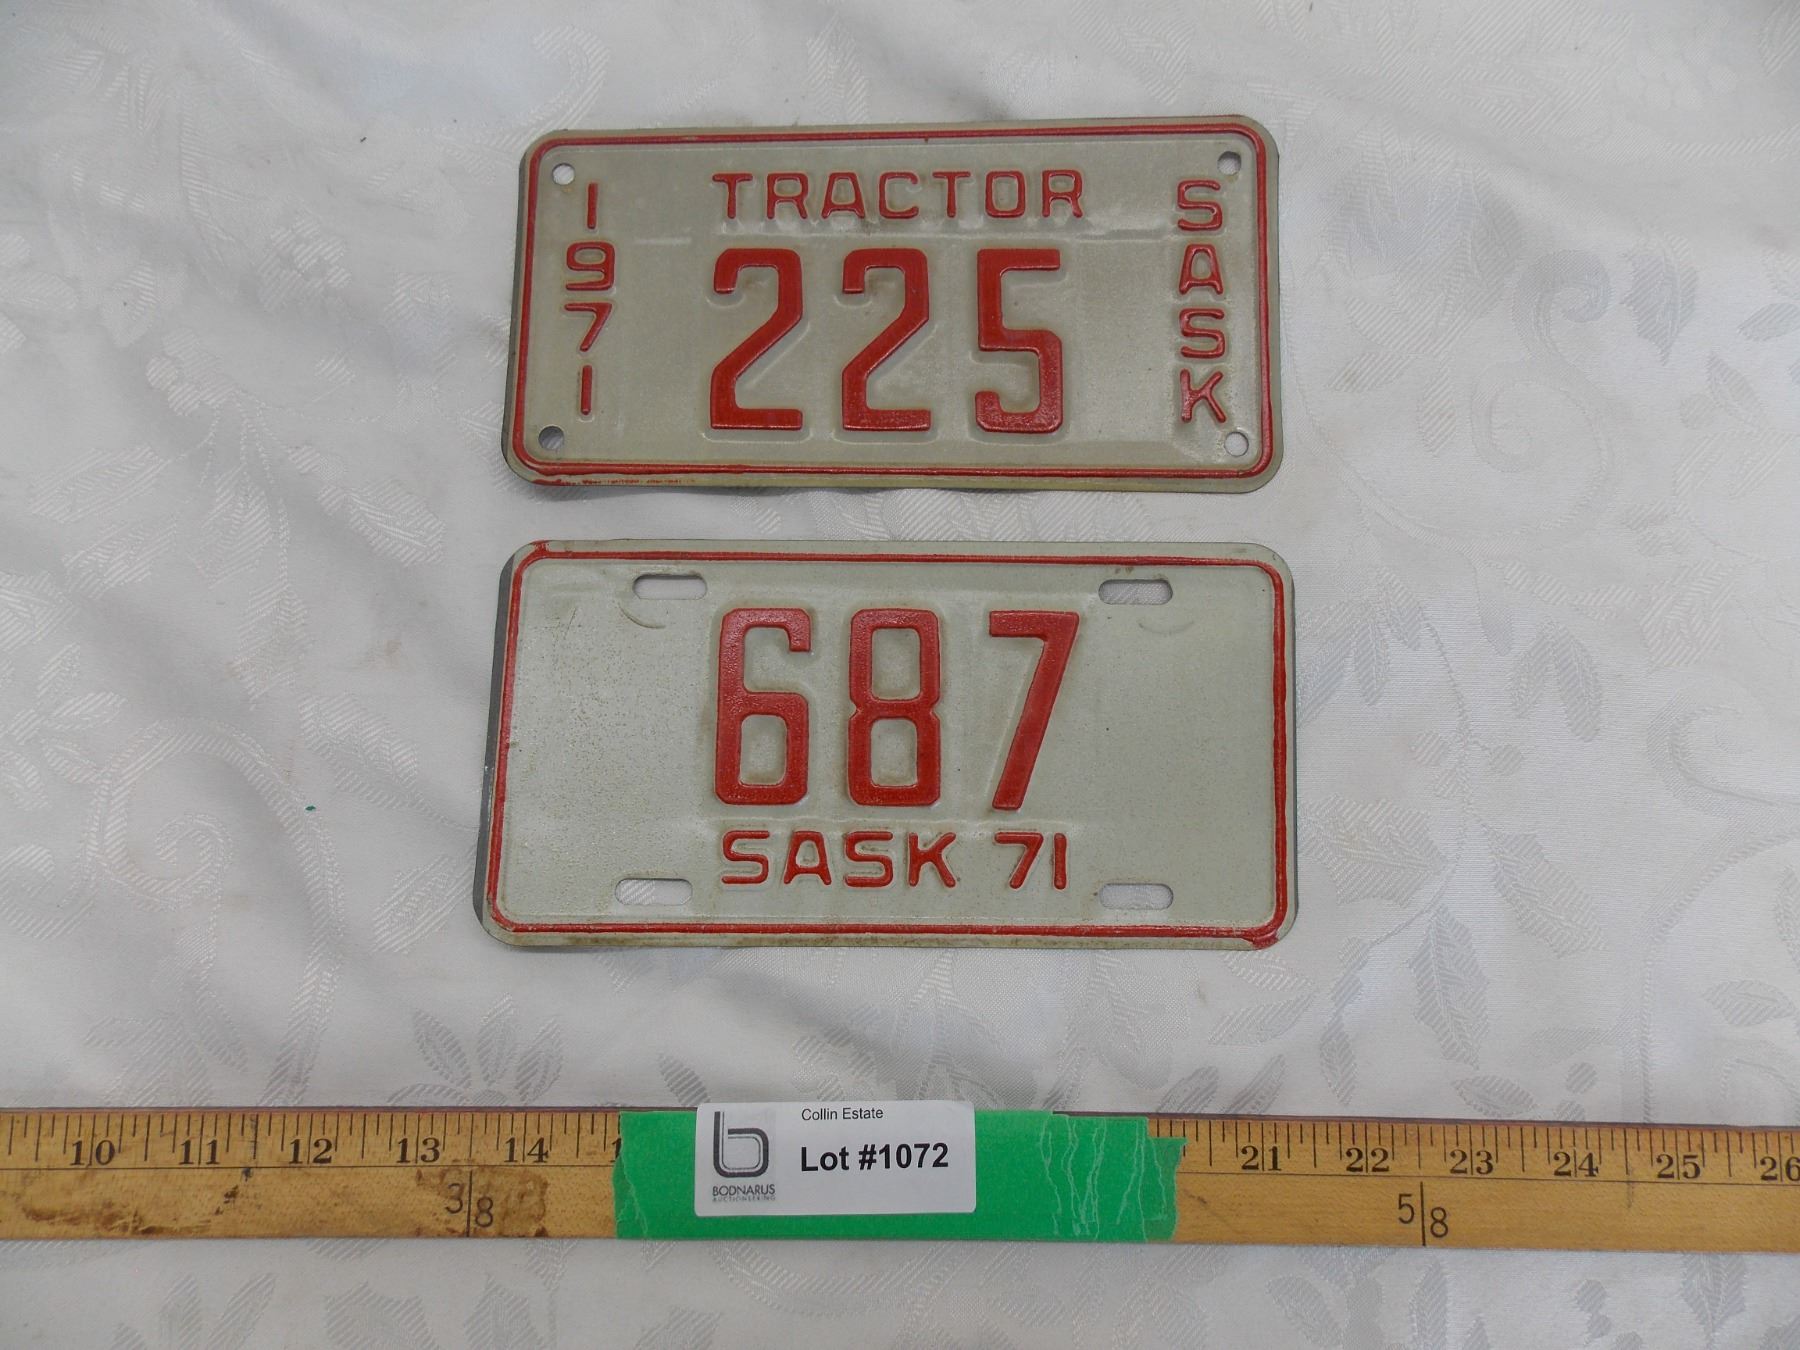 1971
TRACTOR
225
SASK
687
SASK 71
10 11 12 13 14 21 22 23 24 25 26
3|8
5|8
Collin Estate
Lot #1072
b
BODNARUS
AUCTIONEERING